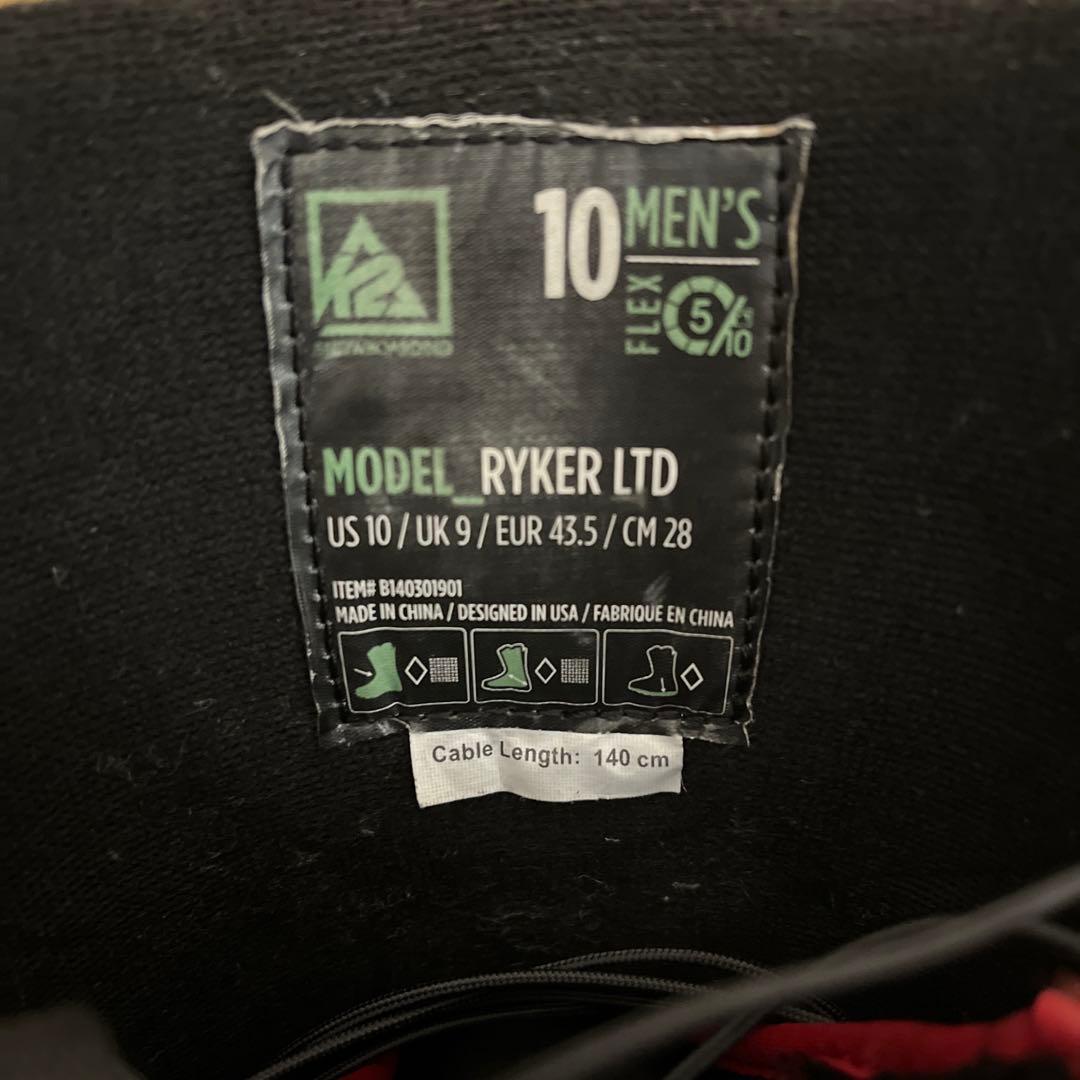 K2
10 MEN'S
FLEX 5/10
MODEL_RYKER LTD
US 10 / UK 9 / EUR 43.5 / CM 28
ITEM# B140301901
MADE IN CHINA / DESIGNED IN USA / FABRIQUE EN CHINA
Cable Length: 140 cm